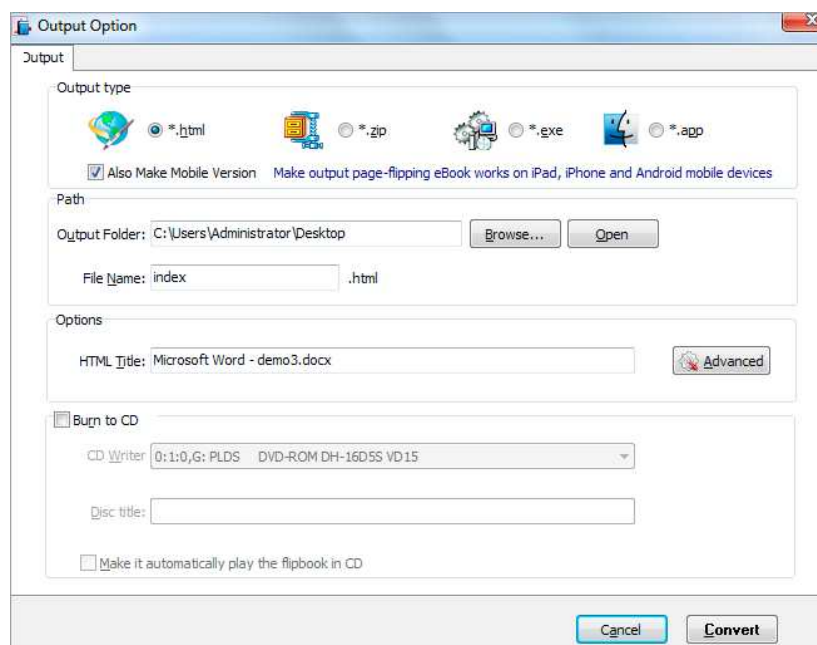 Output Option
Output
Output type
*.html *.zip *.exe *.app
Also Make Mobile Version Make output page-flipping eBook works on iPad, iPhone and Android mobile devices
Path
Output Folder: C:\Users\Administrator\Desktop Browse... Open
File Name: index .html
Options
HTML Title: Microsoft Word - demo3.docx Advanced
Burn to CD
CD Writer 0:1:0,G: PLDS DVD-ROM DH-16D5S VD15
Disc title:
Make it automatically play the flipbook in CD
Cancel Convert